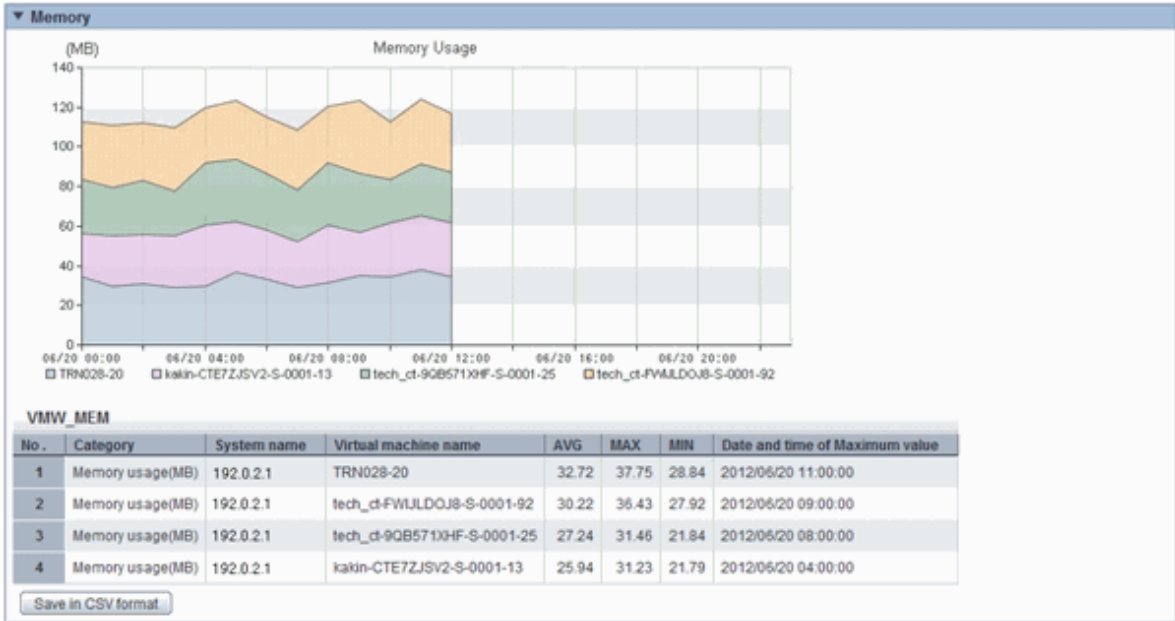 Memory
(MB) Memory Usage
140
120
100
80
60
40
20
0
06/20 00:00 06/20 04:00 06/20 08:00 06/20 12:00 06/20 16:00 06/20 20:00
TRN028-20 kakin-CTE7ZJSV2-S-0001-13 tech_ct-9QB571XHF-S-0001-25 tech_ct-FWIJLDOJ8-S-0001-92
VMW_MEM
No. Category System name Virtual machine name AVG MAX MIN Date and time of Maximum value
1 Memory usage(MB) 192.0.2.1 TRN028-20 32.72 37.75 28.84 2012/06/20 11:00:00
2 Memory usage(MB) 192.0.2.1 tech_ct-FWIJLDOJ8-S-0001-92 30.22 36.43 27.92 2012/06/20 09:00:00
3 Memory usage(MB) 192.0.2.1 tech_ct-9QB571XHF-S-0001-25 27.24 31.46 21.84 2012/06/20 08:00:00
4 Memory usage(MB) 192.0.2.1 kakin-CTE7ZJSV2-S-0001-13 25.94 31.23 21.79 2012/06/20 04:00:00
Save in CSV format